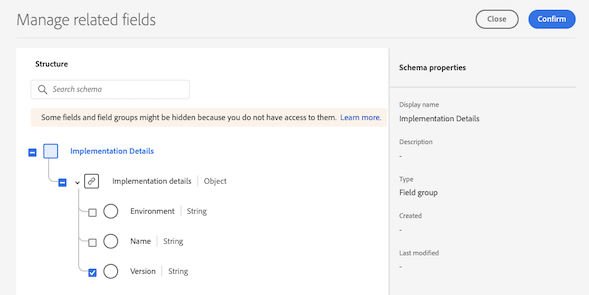 Manage related fields
Close
Confirm
Structure
Search schema
Some fields and field groups might be hidden because you do not have access to them. Learn more.
Implementation Details
Implementation details | Object
Environment | String
Name | String
Version | String
Schema properties
Display name
Implementation Details
Description
-
Type
Field group
Created
-
Last modified
-